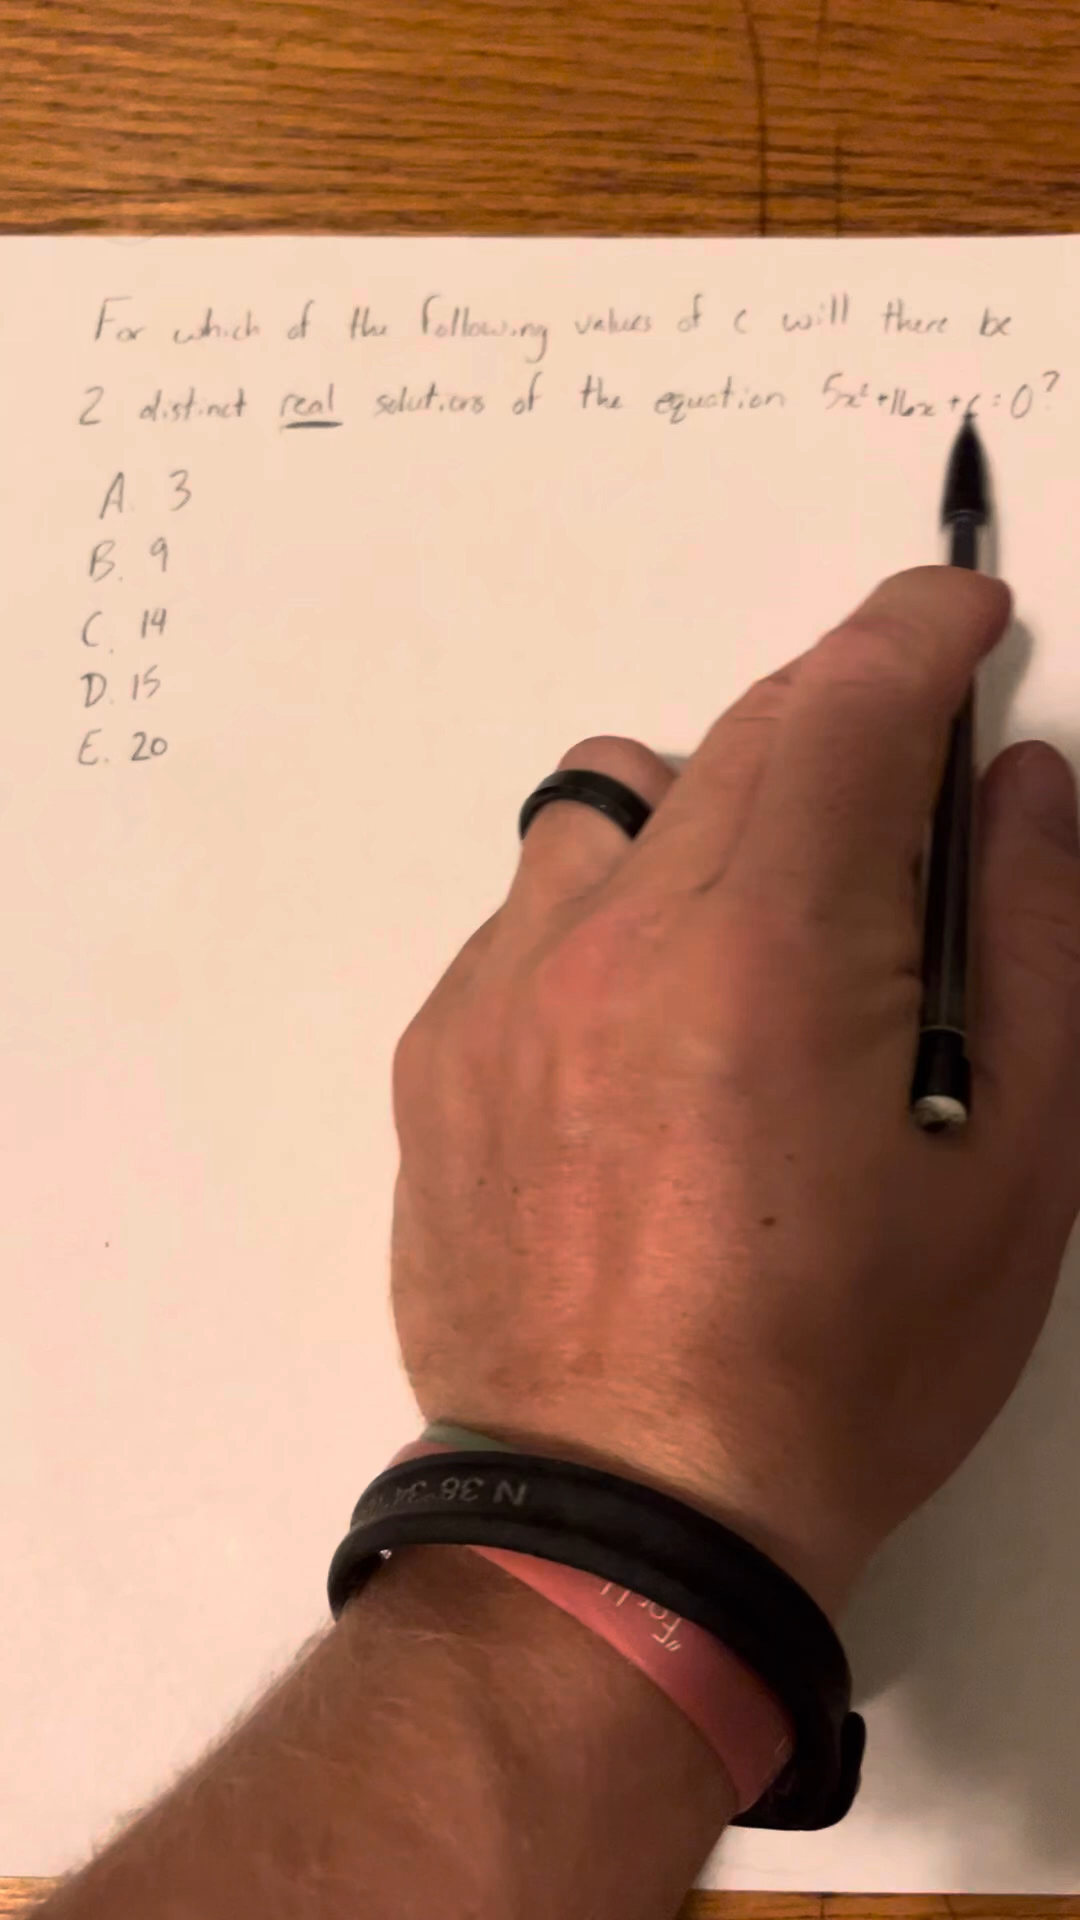 For which of the following values of c will there be
2 distinct real solutions of the equation 5x²+16x+c=0?
A. 3
B. 9
C. 14
D. 15
E. 20
N 38
"For